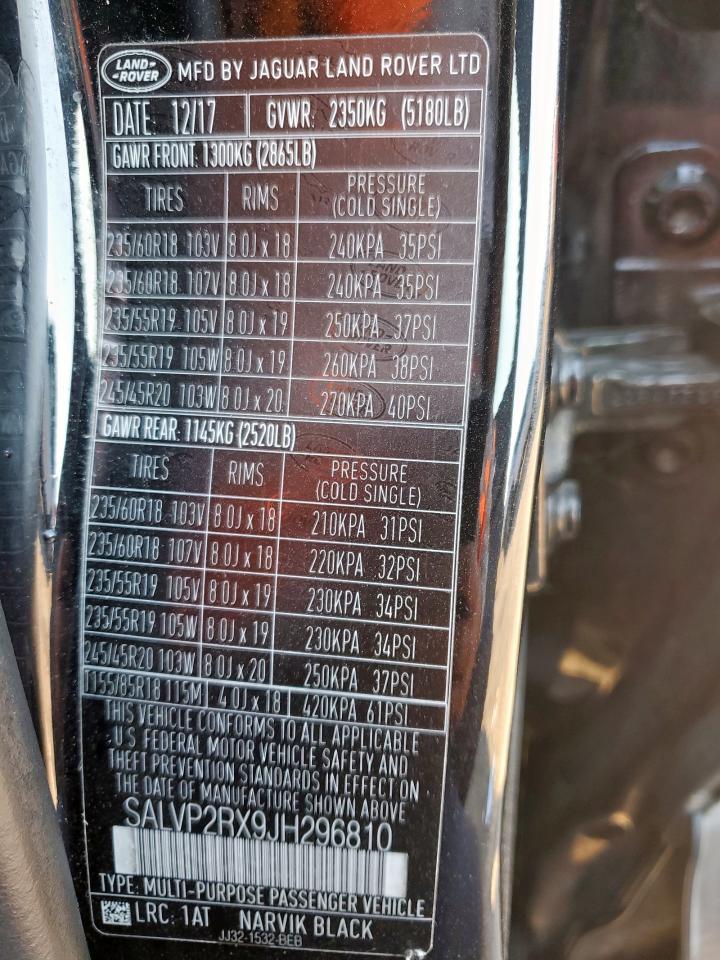 LAND ROVER MFD BY JAGUAR LAND ROVER LTD
DATE: 12/17 GVWR: 2350KG (5180LB)
GAWR FRONT: 1300KG (2865LB)
TIRES RIMS PRESSURE (COLD SINGLE)
235/60R18 103V 8.0J x 18 240KPA 35PSI
235/60R18 107V 8.0J x 18 240KPA 35PSI
235/55R19 105V 8.0J x 19 250KPA 37PSI
235/55R19 105W 8.0J x 19 260KPA 38PSI
245/45R20 103W 8.0J x 20 270KPA 40PSI
GAWR REAR: 1145KG (2520LB)
TIRES RIMS PRESSURE (COLD SINGLE)
235/60R18 103V 8.0J x 18 210KPA 31PSI
235/60R18 107V 8.0J x 18 220KPA 32PSI
235/55R19 105V 8.0J x 19 230KPA 34PSI
235/55R19 105W 8.0J x 19 230KPA 34PSI
245/45R20 103W 8.0J x 20 250KPA 37PSI
T155/85R18 115M 4.0J x 18 420KPA 61PSI
THIS VEHICLE CONFORMS TO ALL APPLICABLE
U S FEDERAL MOTOR VEHICLE SAFETY AND
THEFT PREVENTION STANDARDS IN EFFECT ON
THE DATE OF MANUFACTURE SHOWN ABOVE
SALVP2RX9JH296810
TYPE: MULTI-PURPOSE PASSENGER VEHICLE
LRC: 1AT NARVIK BLACK
JJ32-1532-BEB